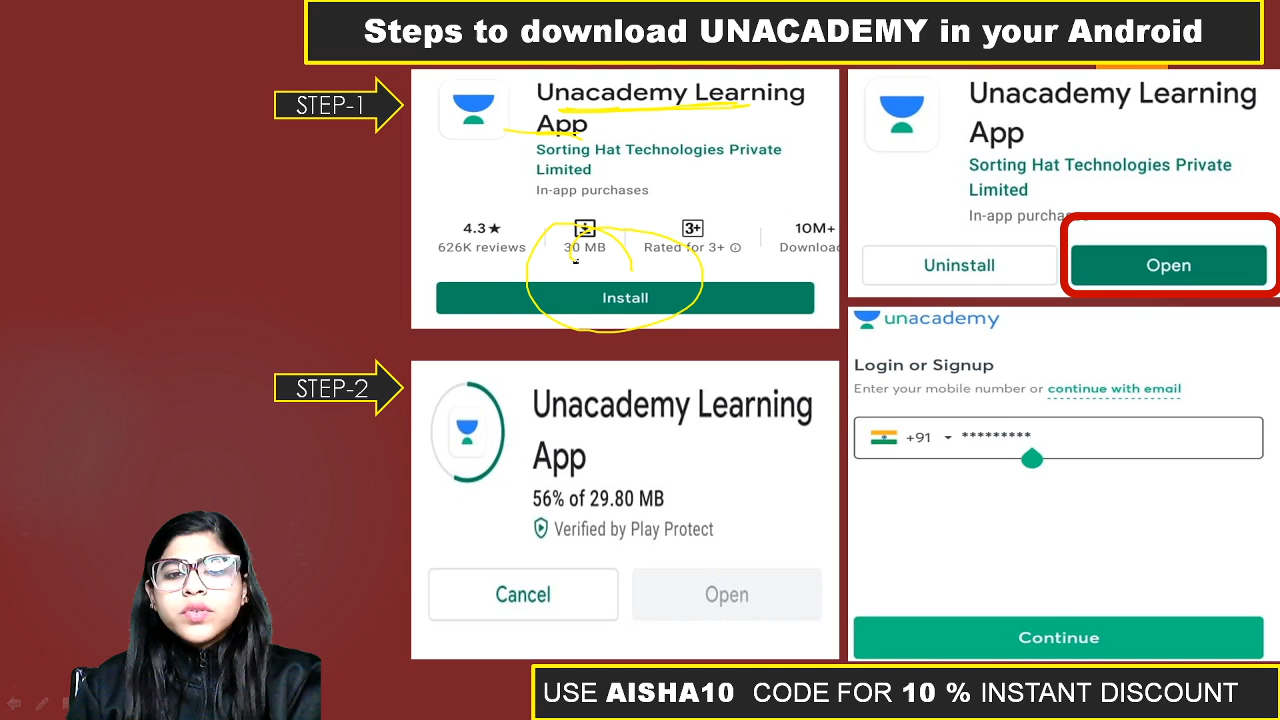 Steps to download UNACADEMY in your Android
STEP-1
Unacademy Learning
App
Sorting Hat Technologies Private
Limited
In-app purchases
4.3★
3+
10M+
626K reviews
30 MB
Rated for 3+
Download
Install
Unacademy Learning
App
Sorting Hat Technologies Private
Limited
In-app purchases
Uninstall
Open
STEP-2
Unacademy Learning
App
56% of 29.80 MB
Verified by Play Protect
Cancel
Open
unacademy
Login or Signup
Enter your mobile number or continue with email
+91 *********
Continue
USE AISHA10 CODE FOR 10 % INSTANT DISCOUNT